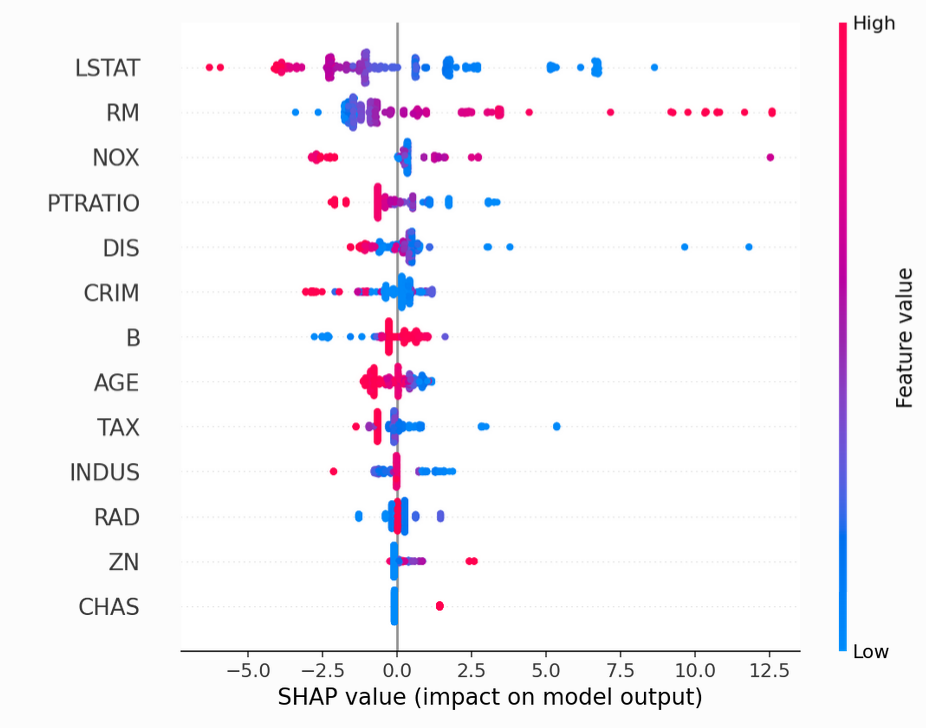 High
LSTAT
RM
NOX
PTRATIO
DIS
CRIM
B
AGE
TAX
INDUS
RAD
ZN
CHAS
Feature value
Low
−5.0 −2.5 0.0 2.5 5.0 7.5 10.0 12.5
SHAP value (impact on model output)